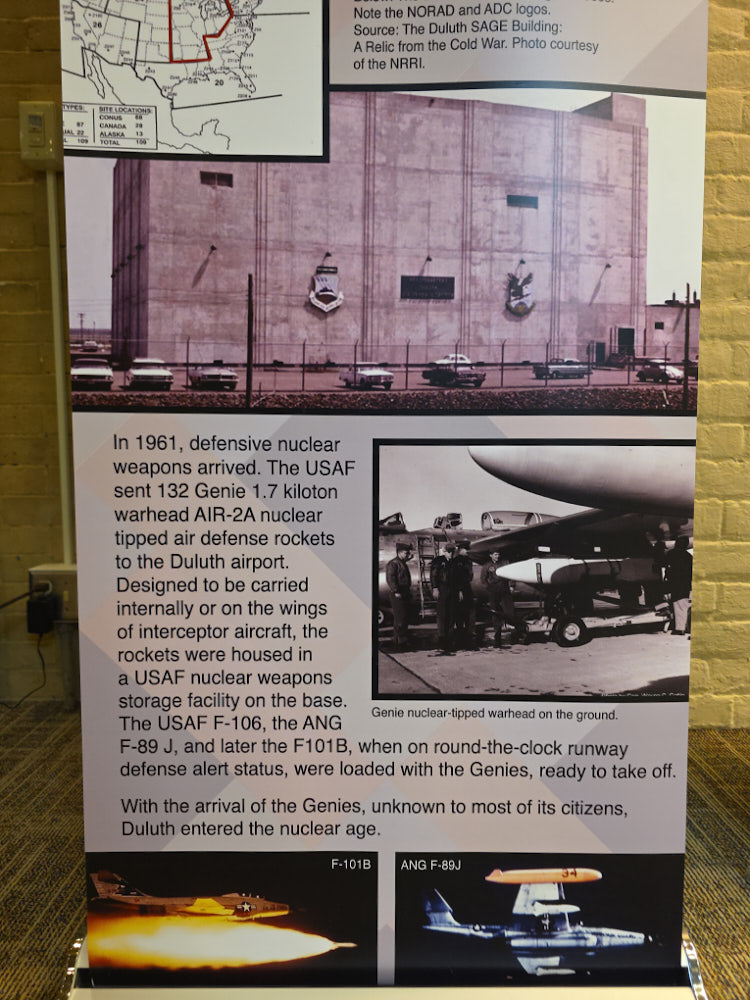 Note the NORAD and ADC logos.
Source: The Duluth SAGE Building:
A Relic from the Cold War. Photo courtesy
of the NRRI.
26
20
TYPES:
SITE LOCATIONS:
CONUS 68
87 CANADA 28
22 ALASKA 13
109 TOTAL 109
In 1961, defensive nuclear
weapons arrived. The USAF
sent 132 Genie 1.7 kiloton
warhead AIR-2A nuclear
tipped air defense rockets
to the Duluth airport.
Designed to be carried
internally or on the wings
of interceptor aircraft, the
rockets were housed in
a USAF nuclear weapons
storage facility on the base.
The USAF F-106, the ANG
F-89 J, and later the F101B, when on round-the-clock runway
defense alert status, were loaded with the Genies, ready to take off.
Genie nuclear-tipped warhead on the ground.
With the arrival of the Genies, unknown to most of its citizens,
Duluth entered the nuclear age.
F-101B
ANG F-89J
34